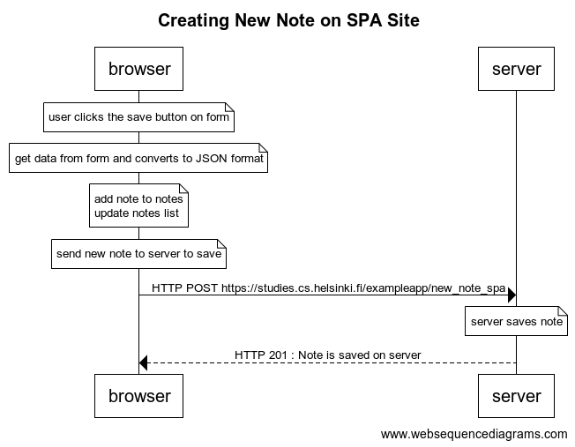 Creating New Note on SPA Site
browser
server
user clicks the save button on form
get data from form and converts to JSON format
add note to notes
update notes list
send new note to server to save
HTTP POST https://studies.cs.helsinki.fi/exampleapp/new_note_spa
server saves note
HTTP 201 : Note is saved on server
browser
server
www.websequencediagrams.com